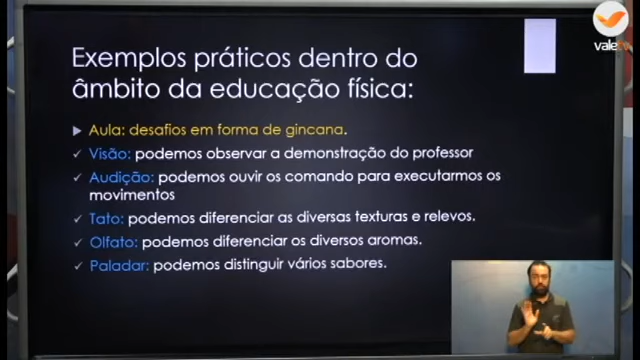 vale tv
Exemplos práticos dentro do
âmbito da educação física:
Aula: desafios em forma de gincana.
Visão: podemos observar a demonstração do professor
Audição: podemos ouvir os comando para executarmos os
movimentos
Tato: podemos diferenciar as diversas texturas e relevos.
Olfato: podemos diferenciar os diversos aromas.
Paladar: podemos distinguir vários sabores.